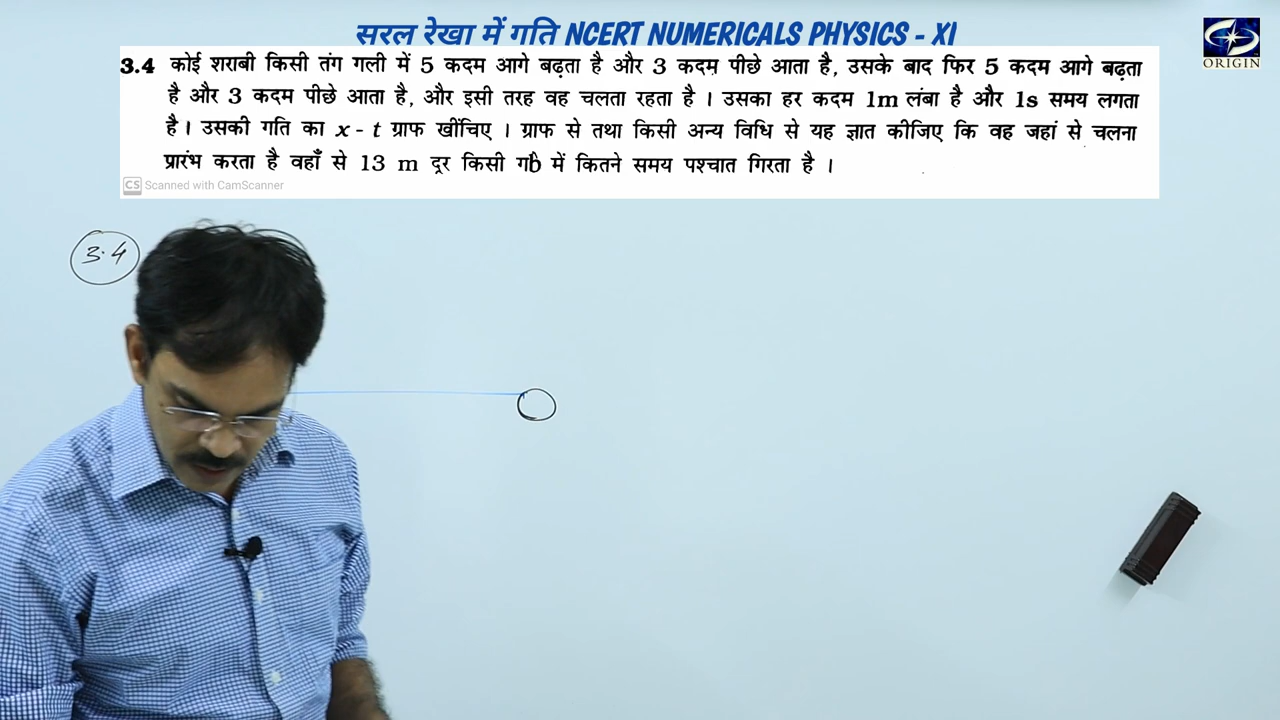 सरल रेखा में गति NCERT NUMERICALS PHYSICS - XI
ORIGIN
3.4 कोई शराबी किसी तंग गली में 5 कदम आगे बढ़ता है और 3 कदम पीछे आता है, उसके बाद फिर 5 कदम आगे बढ़ता
है और 3 कदम पीछे आता है, और इसी तरह वह चलता रहता है । उसका हर कदम 1m लंबा है और 1s समय लगता
है। उसकी गति का x - t ग्राफ खींचिए । ग्राफ से तथा किसी अन्य विधि से यह ज्ञात कीजिए कि वह जहां से चलना
प्रारंभ करता है वहाँ से 13 m दूर किसी में कितने समय पश्चात गिरता है ।
CS Scanned with CamScanner
3.4